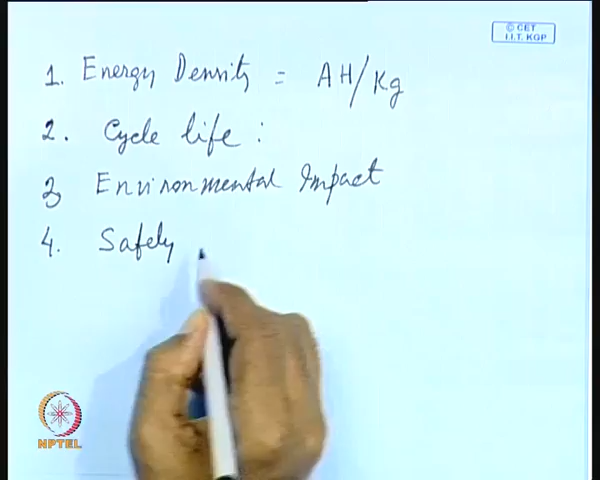 © CET
I.I.T. KGP
1. Energy Density = AH/Kg
2. Cycle life :
3 Environmental Impact
4. Safety
NPTEL